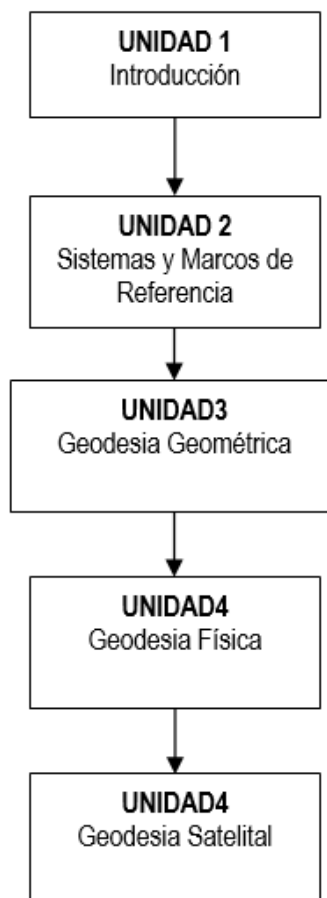 UNIDAD 1
Introducción
UNIDAD 2
Sistemas y Marcos de
Referencia
UNIDAD3
Geodesia Geométrica
UNIDAD4
Geodesia Física
UNIDAD4
Geodesia Satelital